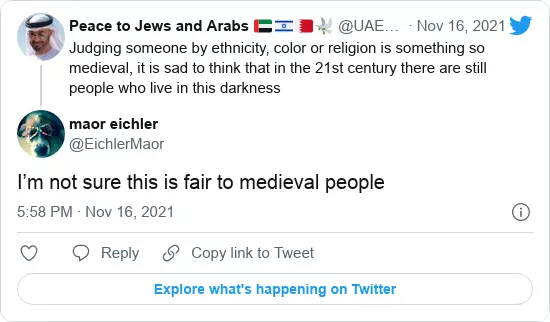 Peace to Jews and Arabs 🇦🇪🇮🇱🇧🇭🕊️ @UAE… · Nov 16, 2021
Judging someone by ethnicity, color or religion is something so
medieval, it is sad to think that in the 21st century there are still
people who live in this darkness
maor eichler
@EichlerMaor
I’m not sure this is fair to medieval people
5:58 PM · Nov 16, 2021
Reply
Copy link to Tweet
Explore what's happening on Twitter